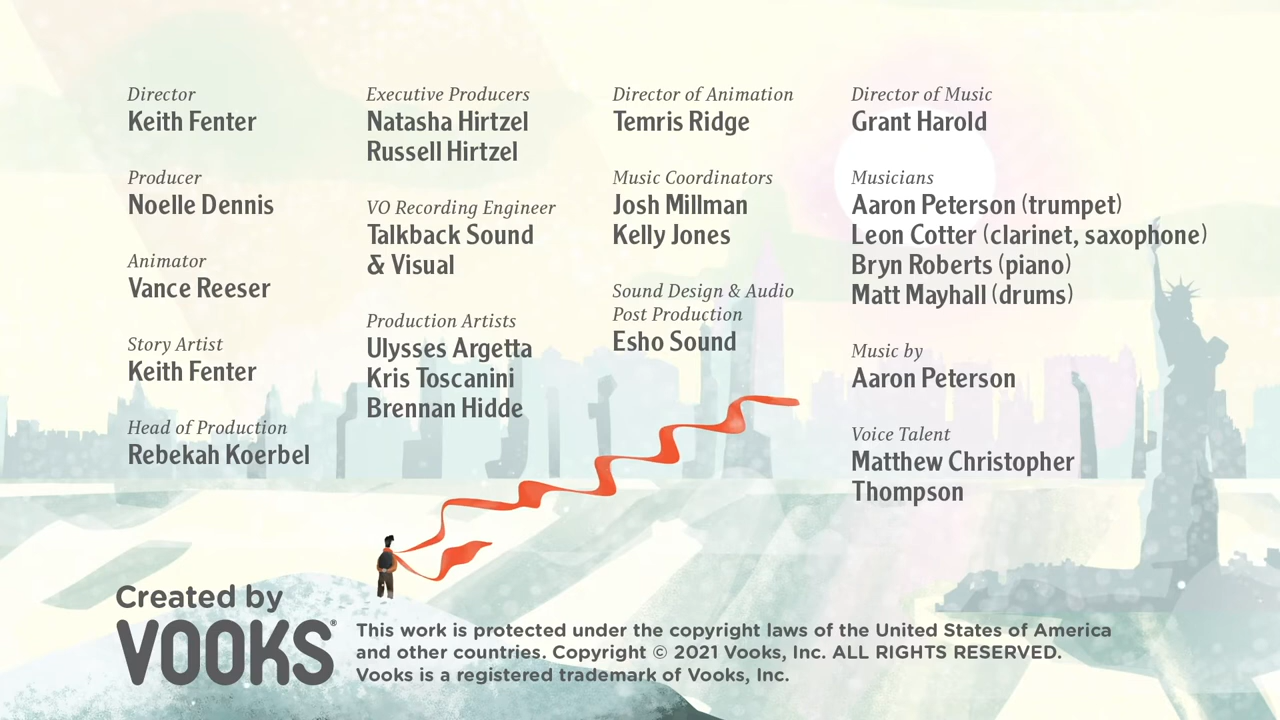 Director
Keith Fenter
Producer
Noelle Dennis
Animator
Vance Reeser
Story Artist
Keith Fenter
Head of Production
Rebekah Koerbel
Executive Producers
Natasha Hirtzel
Russell Hirtzel
VO Recording Engineer
Talkback Sound
& Visual
Production Artists
Ulysses Argetta
Kris Toscanini
Brennan Hidde
Director of Animation
Temris Ridge
Music Coordinators
Josh Millman
Kelly Jones
Sound Design & Audio
Post Production
Esho Sound
Director of Music
Grant Harold
Musicians
Aaron Peterson (trumpet)
Leon Cotter (clarinet, saxophone)
Bryn Roberts (piano)
Matt Mayhall (drums)
Music by
Aaron Peterson
Voice Talent
Matthew Christopher
Thompson
Created by
VOOKS®
This work is protected under the copyright laws of the United States of America
and other countries. Copyright © 2021 Vooks, Inc. ALL RIGHTS RESERVED.
Vooks is a registered trademark of Vooks, Inc.